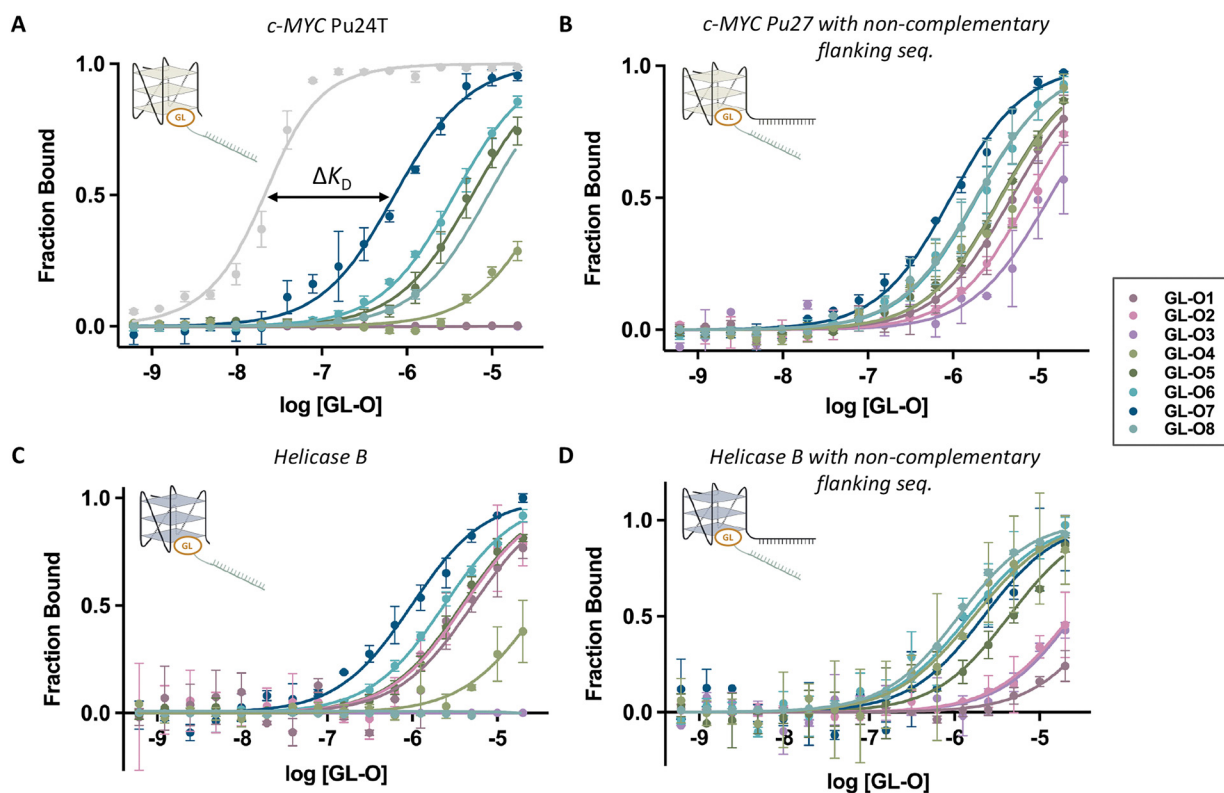 A
c-MYC Pu24T
GL
ΔKD
Fraction Bound
1.0
0.5
0.0
-9
-8
-7
-6
-5
log [GL-O]
B
c-MYC Pu27 with non-complementary
flanking seq.
GL
Fraction Bound
1.0
0.5
0.0
-9
-8
-7
-6
-5
log [GL-O]
GL-O1
GL-O2
GL-O3
GL-O4
GL-O5
GL-O6
GL-O7
GL-O8
C
Helicase B
GL
Fraction Bound
1.0
0.5
0.0
-9
-8
-7
-6
-5
log [GL-O]
D
Helicase B with non-complementary
flanking seq.
GL
Fraction Bound
1.0
0.5
0.0
-9
-8
-7
-6
-5
log [GL-O]